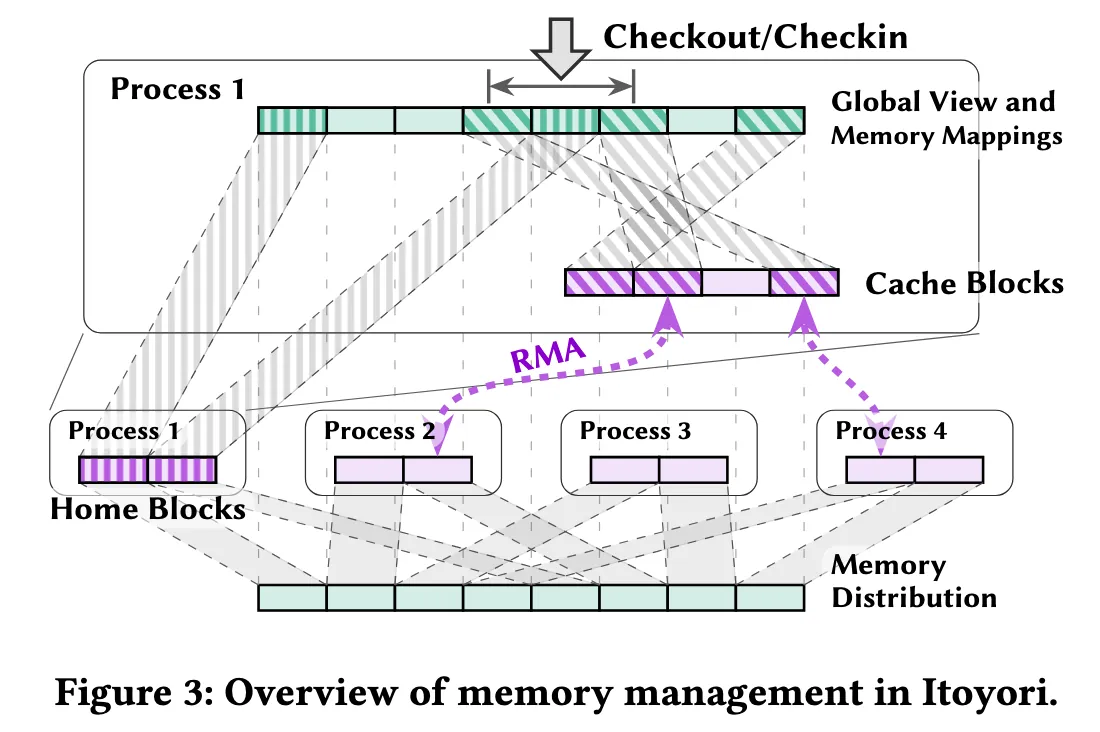 Checkout/Checkin
Process 1
Global View and
Memory Mappings
Cache Blocks
RMA
Process 1
Process 2
Process 3
Process 4
Home Blocks
Memory
Distribution
Figure 3: Overview of memory management in Itoyori.